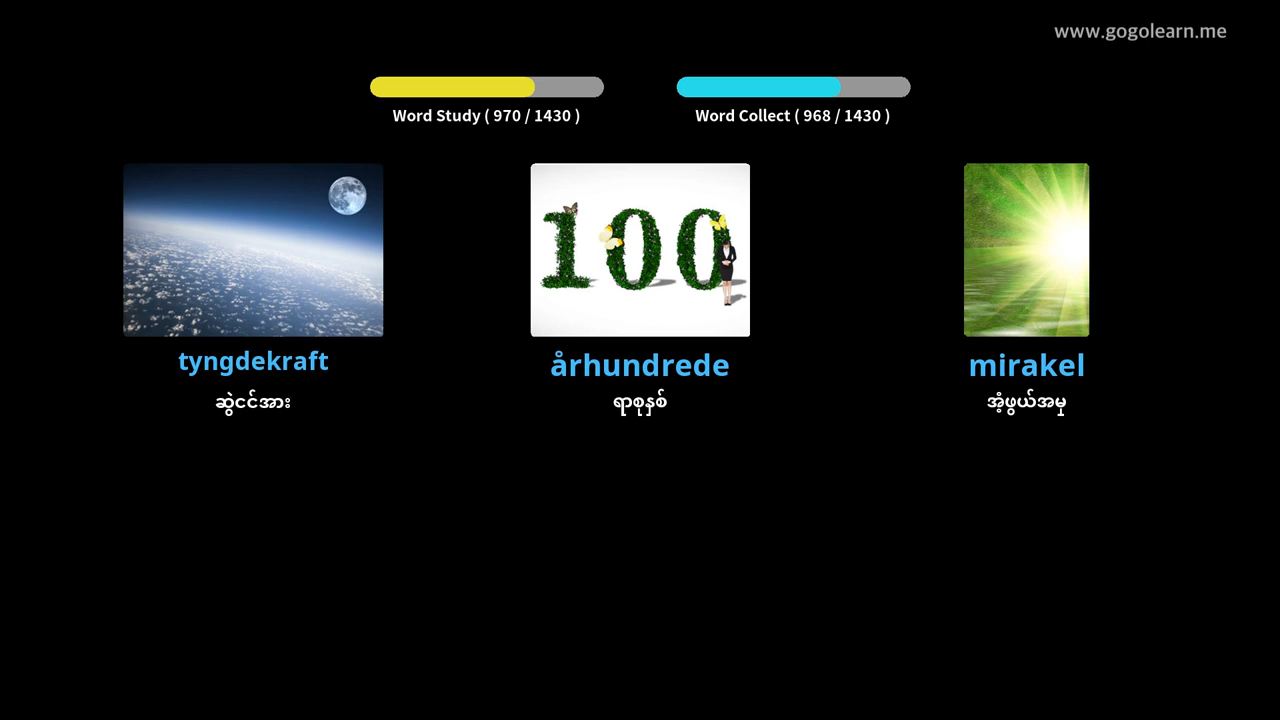 www.gogolearn.me
Word Study ( 970 / 1430 )
Word Collect ( 968 / 1430 )
100
tyngdekraft
århundrede
mirakel
ဆွဲငင်အား
ရာစုနှစ်
အံ့ဖွယ်အမှု